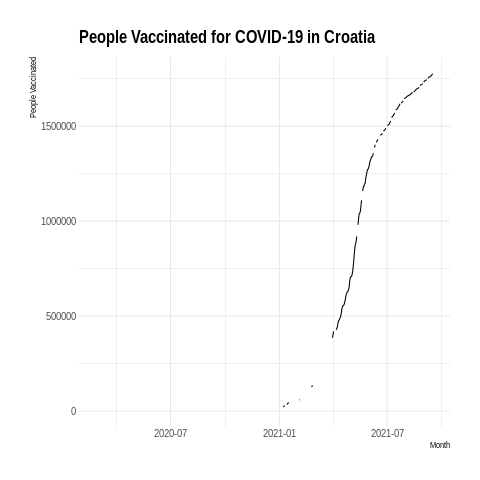 People Vaccinated for COVID-19 in Croatia
People Vaccinated
1500000
1000000
500000
0
2020-07
2021-01
2021-07
Month